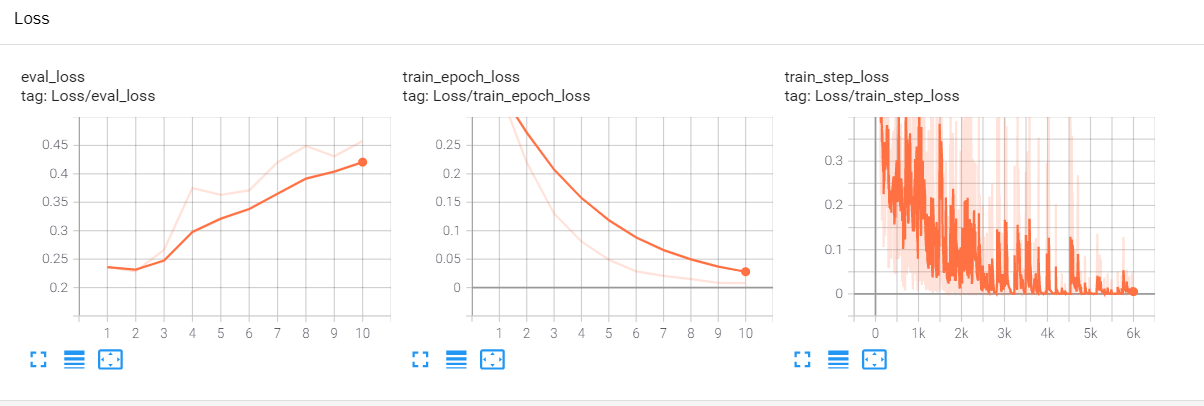 Loss
eval_loss
tag: Loss/eval_loss
0.45
0.4
0.35
0.3
0.25
0.2
1 2 3 4 5 6 7 8 9 10
train_epoch_loss
tag: Loss/train_epoch_loss
0.25
0.2
0.15
0.1
0.05
0
1 2 3 4 5 6 7 8 9 10
train_step_loss
tag: Loss/train_step_loss
0.3
0.2
0.1
0
0 1k 2k 3k 4k 5k 6k